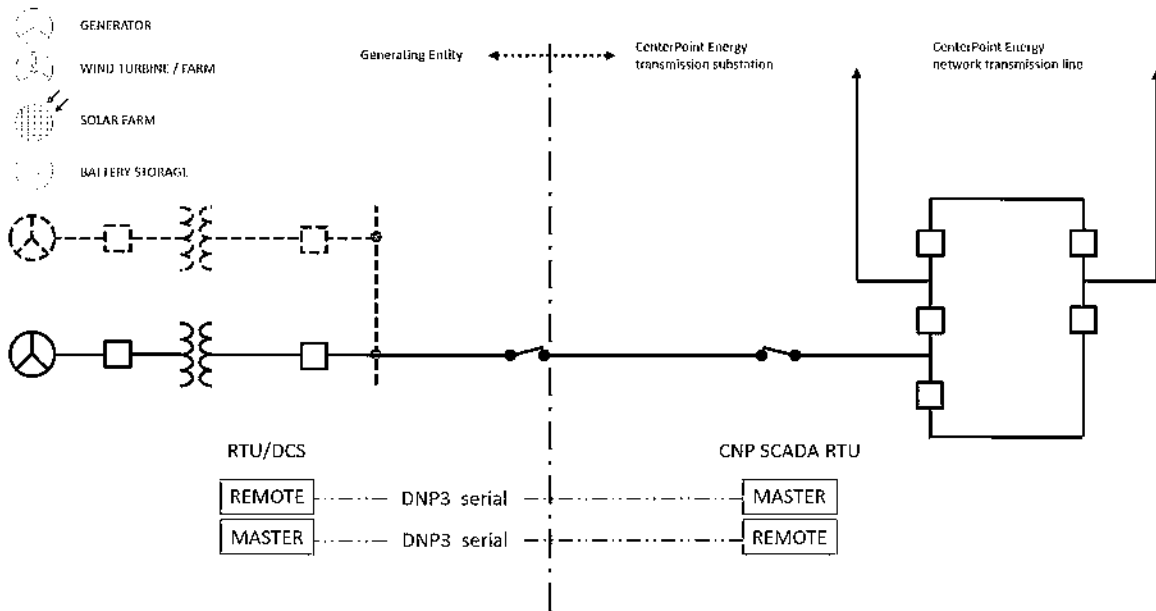 GENERATOR
WIND TURBINE / FARM
SOLAR FARM
BATTERY STORAGE
Generating Entity
CenterPoint Energy
transmission substation
CenterPoint Energy
network transmission line
RTU/DCS
CNP SCADA RTU
REMOTE
DNP3 serial
MASTER
MASTER
DNP3 serial
REMOTE